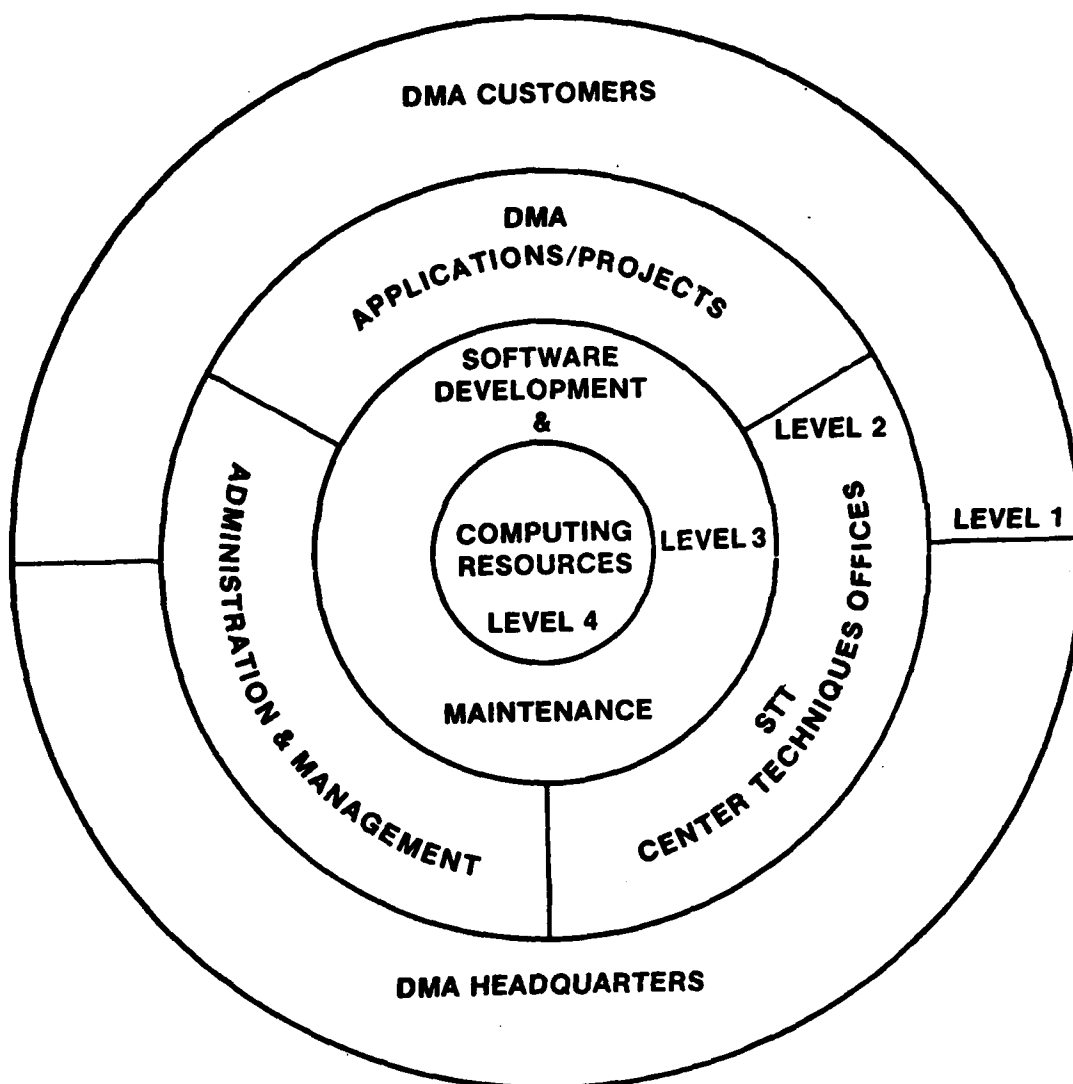 DMA CUSTOMERS
DMA
APPLICATIONS/PROJECTS
SOFTWARE
DEVELOPMENT
&
LEVEL 2
ADMINISTRATION & MANAGEMENT
COMPUTING
RESOURCES
LEVEL 4
LEVEL 3
LEVEL 1
STT
CENTER TECHNIQUES OFFICES
MAINTENANCE
DMA HEADQUARTERS